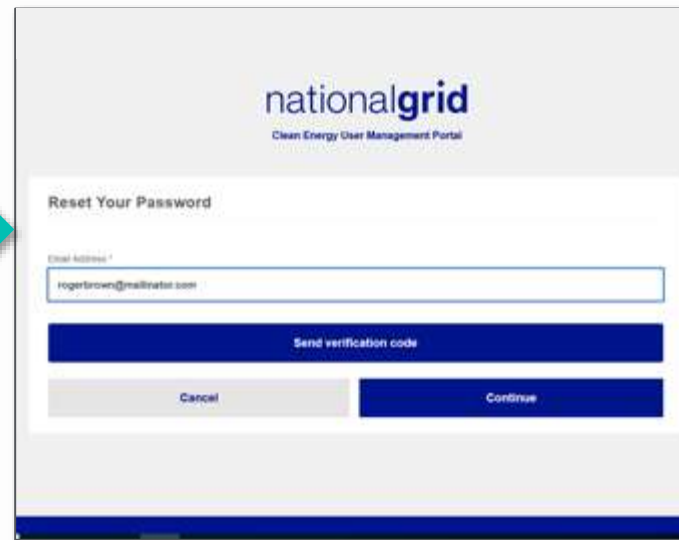 nationalgrid
Clean Energy User Management Portal
Reset Your Password
Email Address *
rogerbrown@mailinator.com
Send verification code
Cancel
Continue